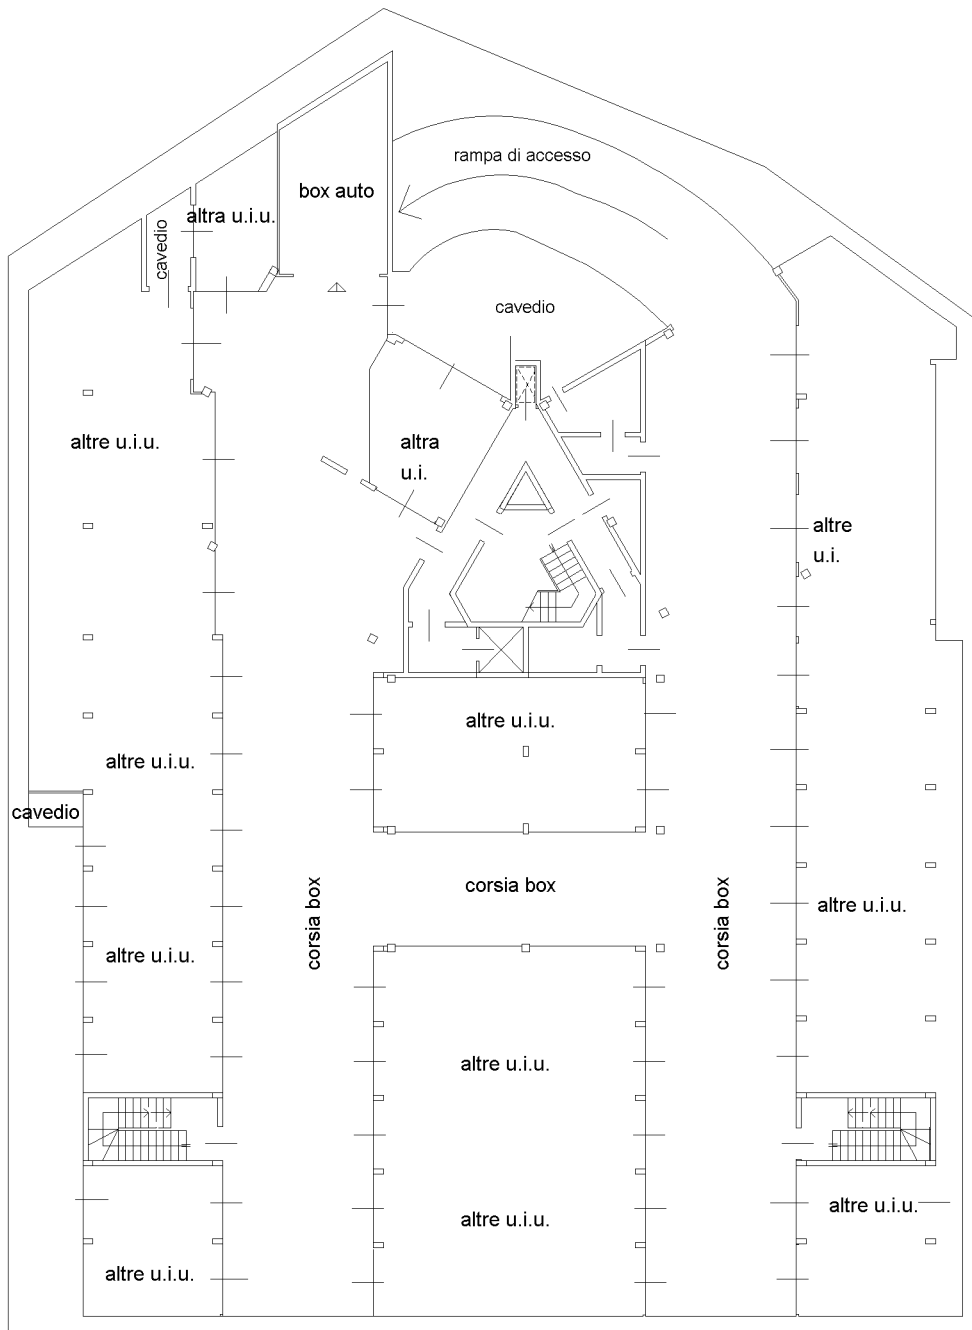 rampa di accesso
box auto
altra u.i.u.
cavedio
cavedio
altre u.i.u.
altra
u.i.
altre
u.i.
altre u.i.u.
altre u.i.u.
cavedio
corsia box
corsia box
corsia box
altre u.i.u.
altre u.i.u.
altre u.i.u.
altre u.i.u.
altre u.i.u.
altre u.i.u.